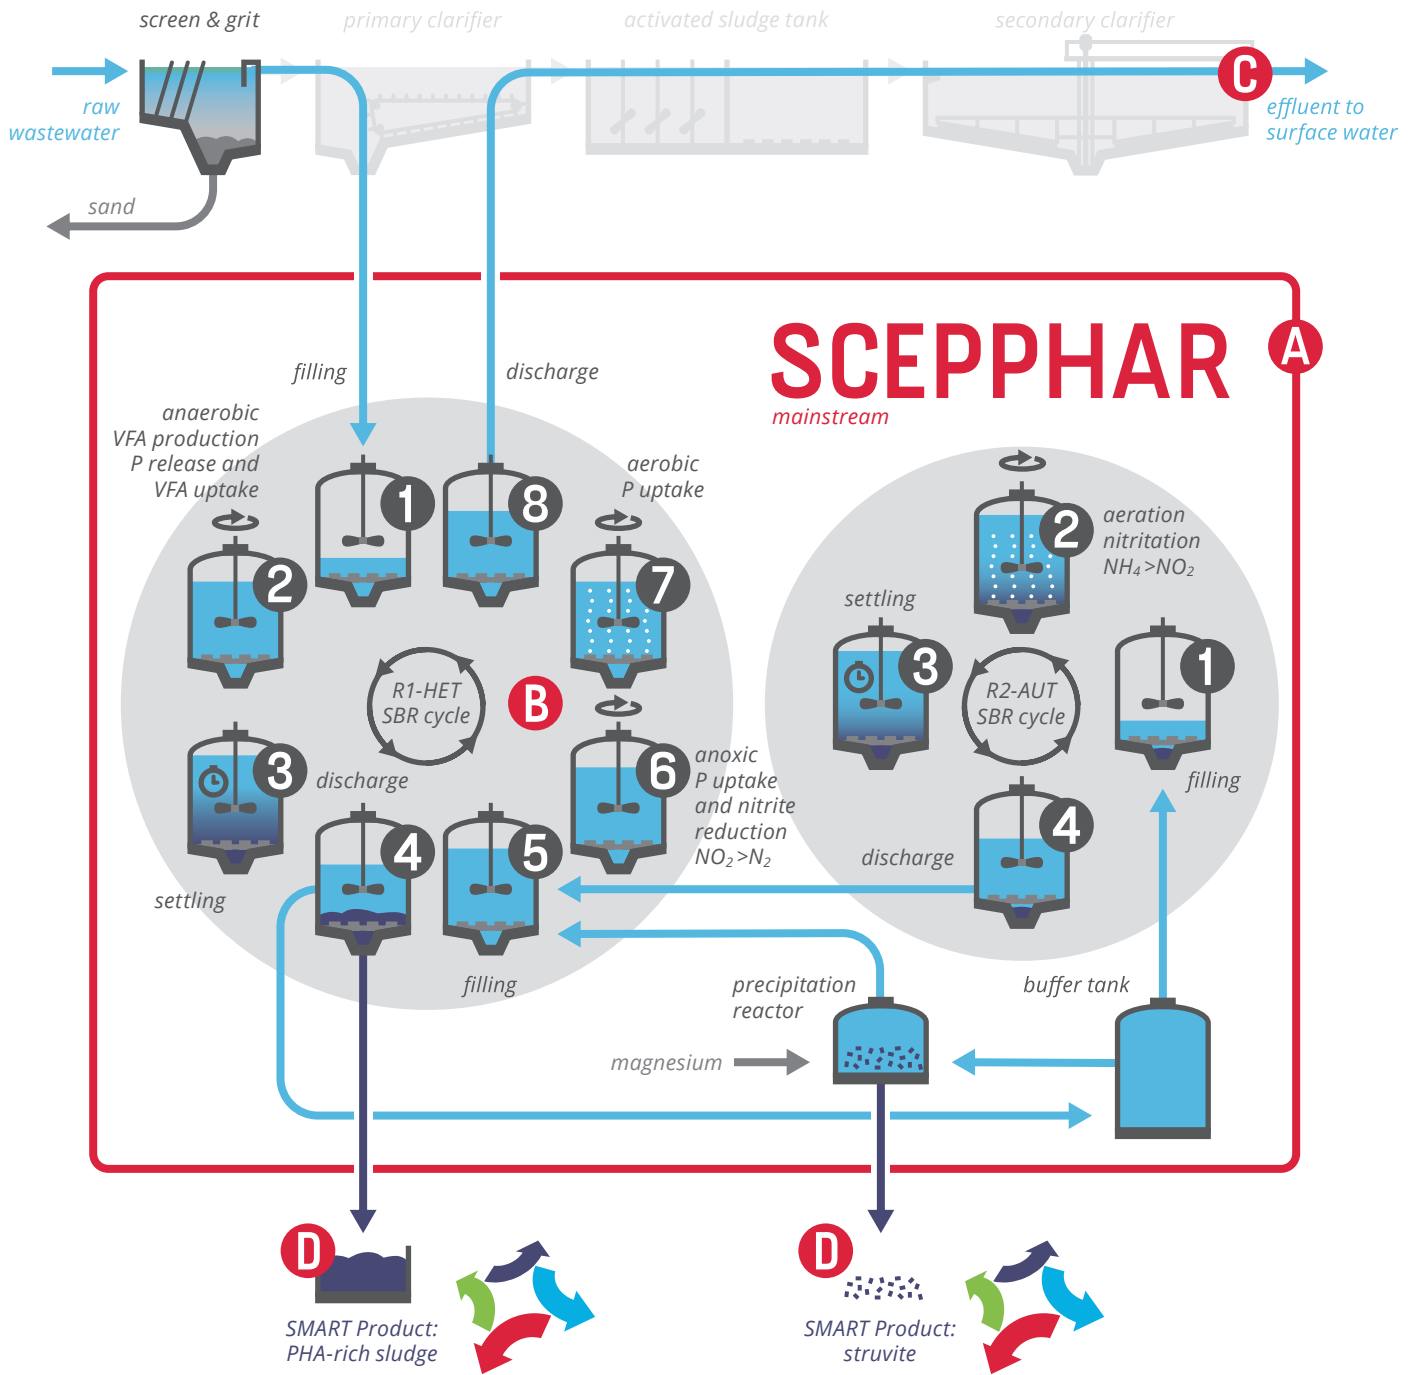 screen & grit
primary clarifier
activated sludge tank
secondary clarifier
raw
wastewater
C
effluent to
surface water
sand
SCEPPHAR
mainstream
A
filling
discharge
anaerobic
VFA production
P release and
VFA uptake
aerobic
P uptake
1
8
2
7
3
6
4
5
R1-HET
SBR cycle
B
discharge
settling
filling
anoxic
P uptake
and nitrite
reduction
NO₂>N₂
2
aeration
nitritation
NH₄>NO₂
settling
3
1
R2-AUT
SBR cycle
filling
4
discharge
precipitation
reactor
buffer tank
magnesium
D
SMART Product:
PHA-rich sludge
D
SMART Product:
struvite